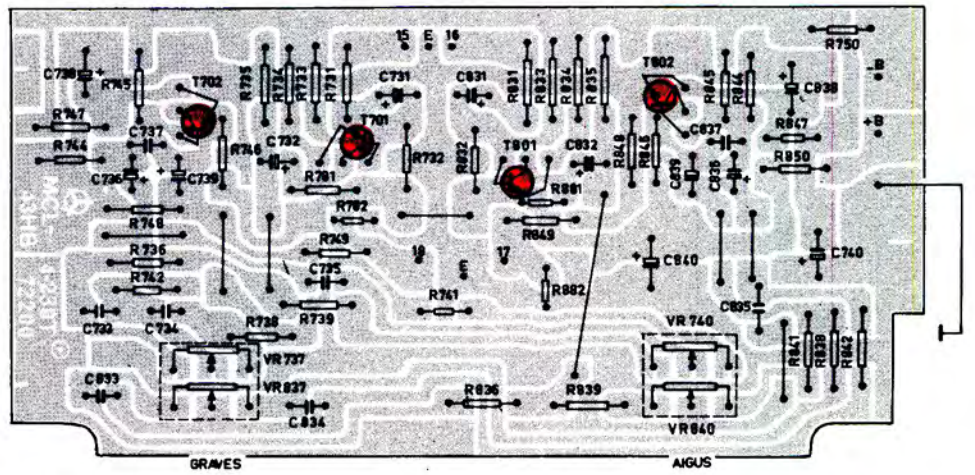 15 E 16
R750
C738
R745
T702
R735
R734
R733
R731
C731
C831
R831
R833
R834
R835
T802
R845
R844
C838
-B
R747
C737
T701
+B
R847
R744
R746
C732
R732
R832
T801
C832
R848
R846
C837
R850
C736
C739
R781
R881
C839
C836
R748
R782
R849
R736
R749
18
17
C840
C740
R742
C735
E
R882
C835
C733
C734
R739
R741
R738
VR740
R841
R838
R842
VR737
VR837
C833
C834
R836
R839
VR840
GRAVES
AIGUS